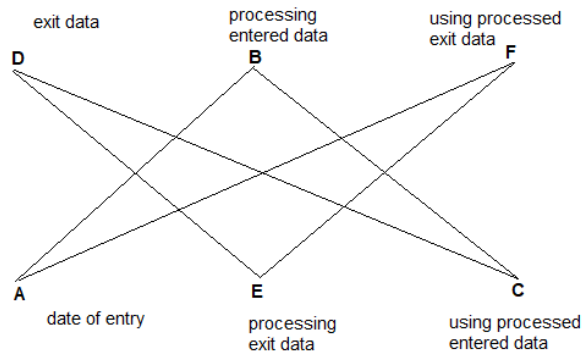 exit data
processing
entered data
using processed
exit data
D
B
F
A
E
C
date of entry
processing
exit data
using processed
entered data